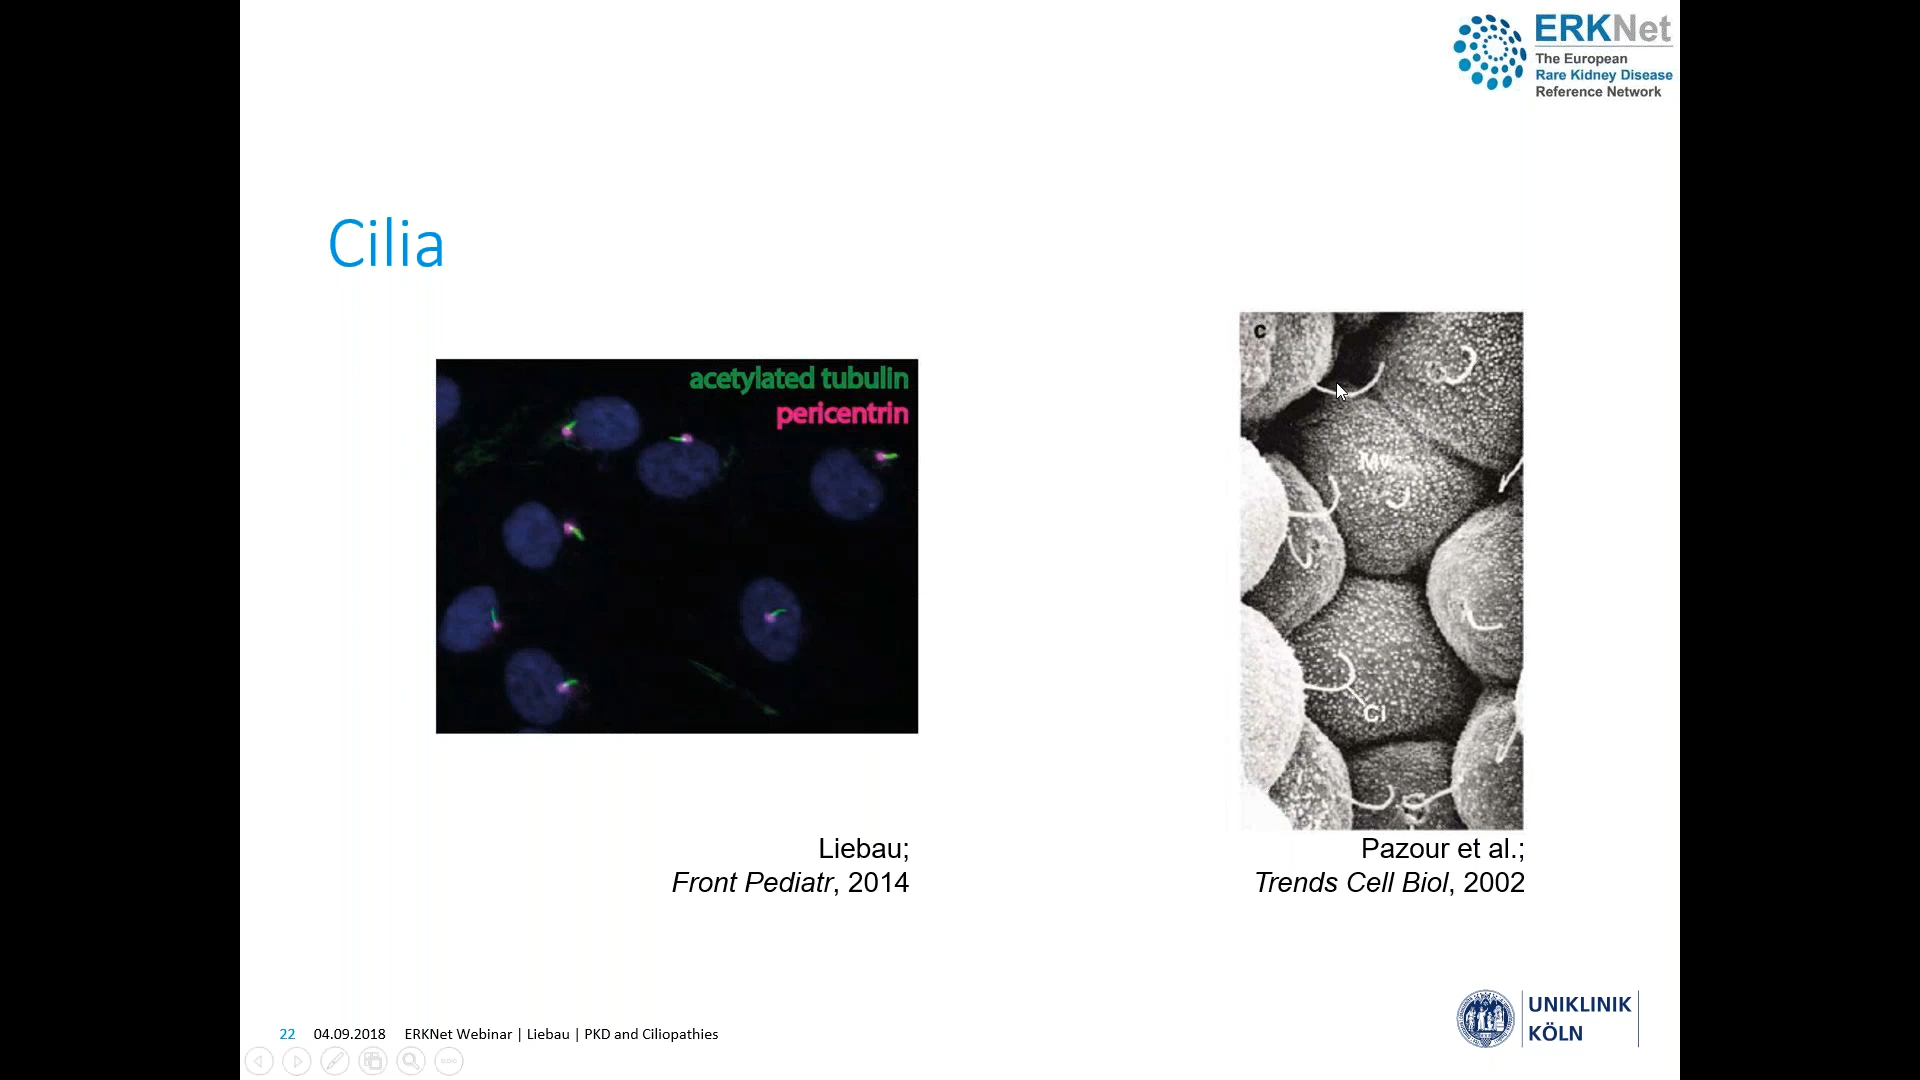 ERKNet
The European
Rare Kidney Disease
Reference Network
Cilia
acetylated tubulin
pericentrin
c
Mv
CI
Liebau;
Front Pediatr, 2014
Pazour et al.;
Trends Cell Biol, 2002
UNIKLINIK
KÖLN
22 04.09.2018 ERKNet Webinar | Liebau | PKD and Ciliopathies